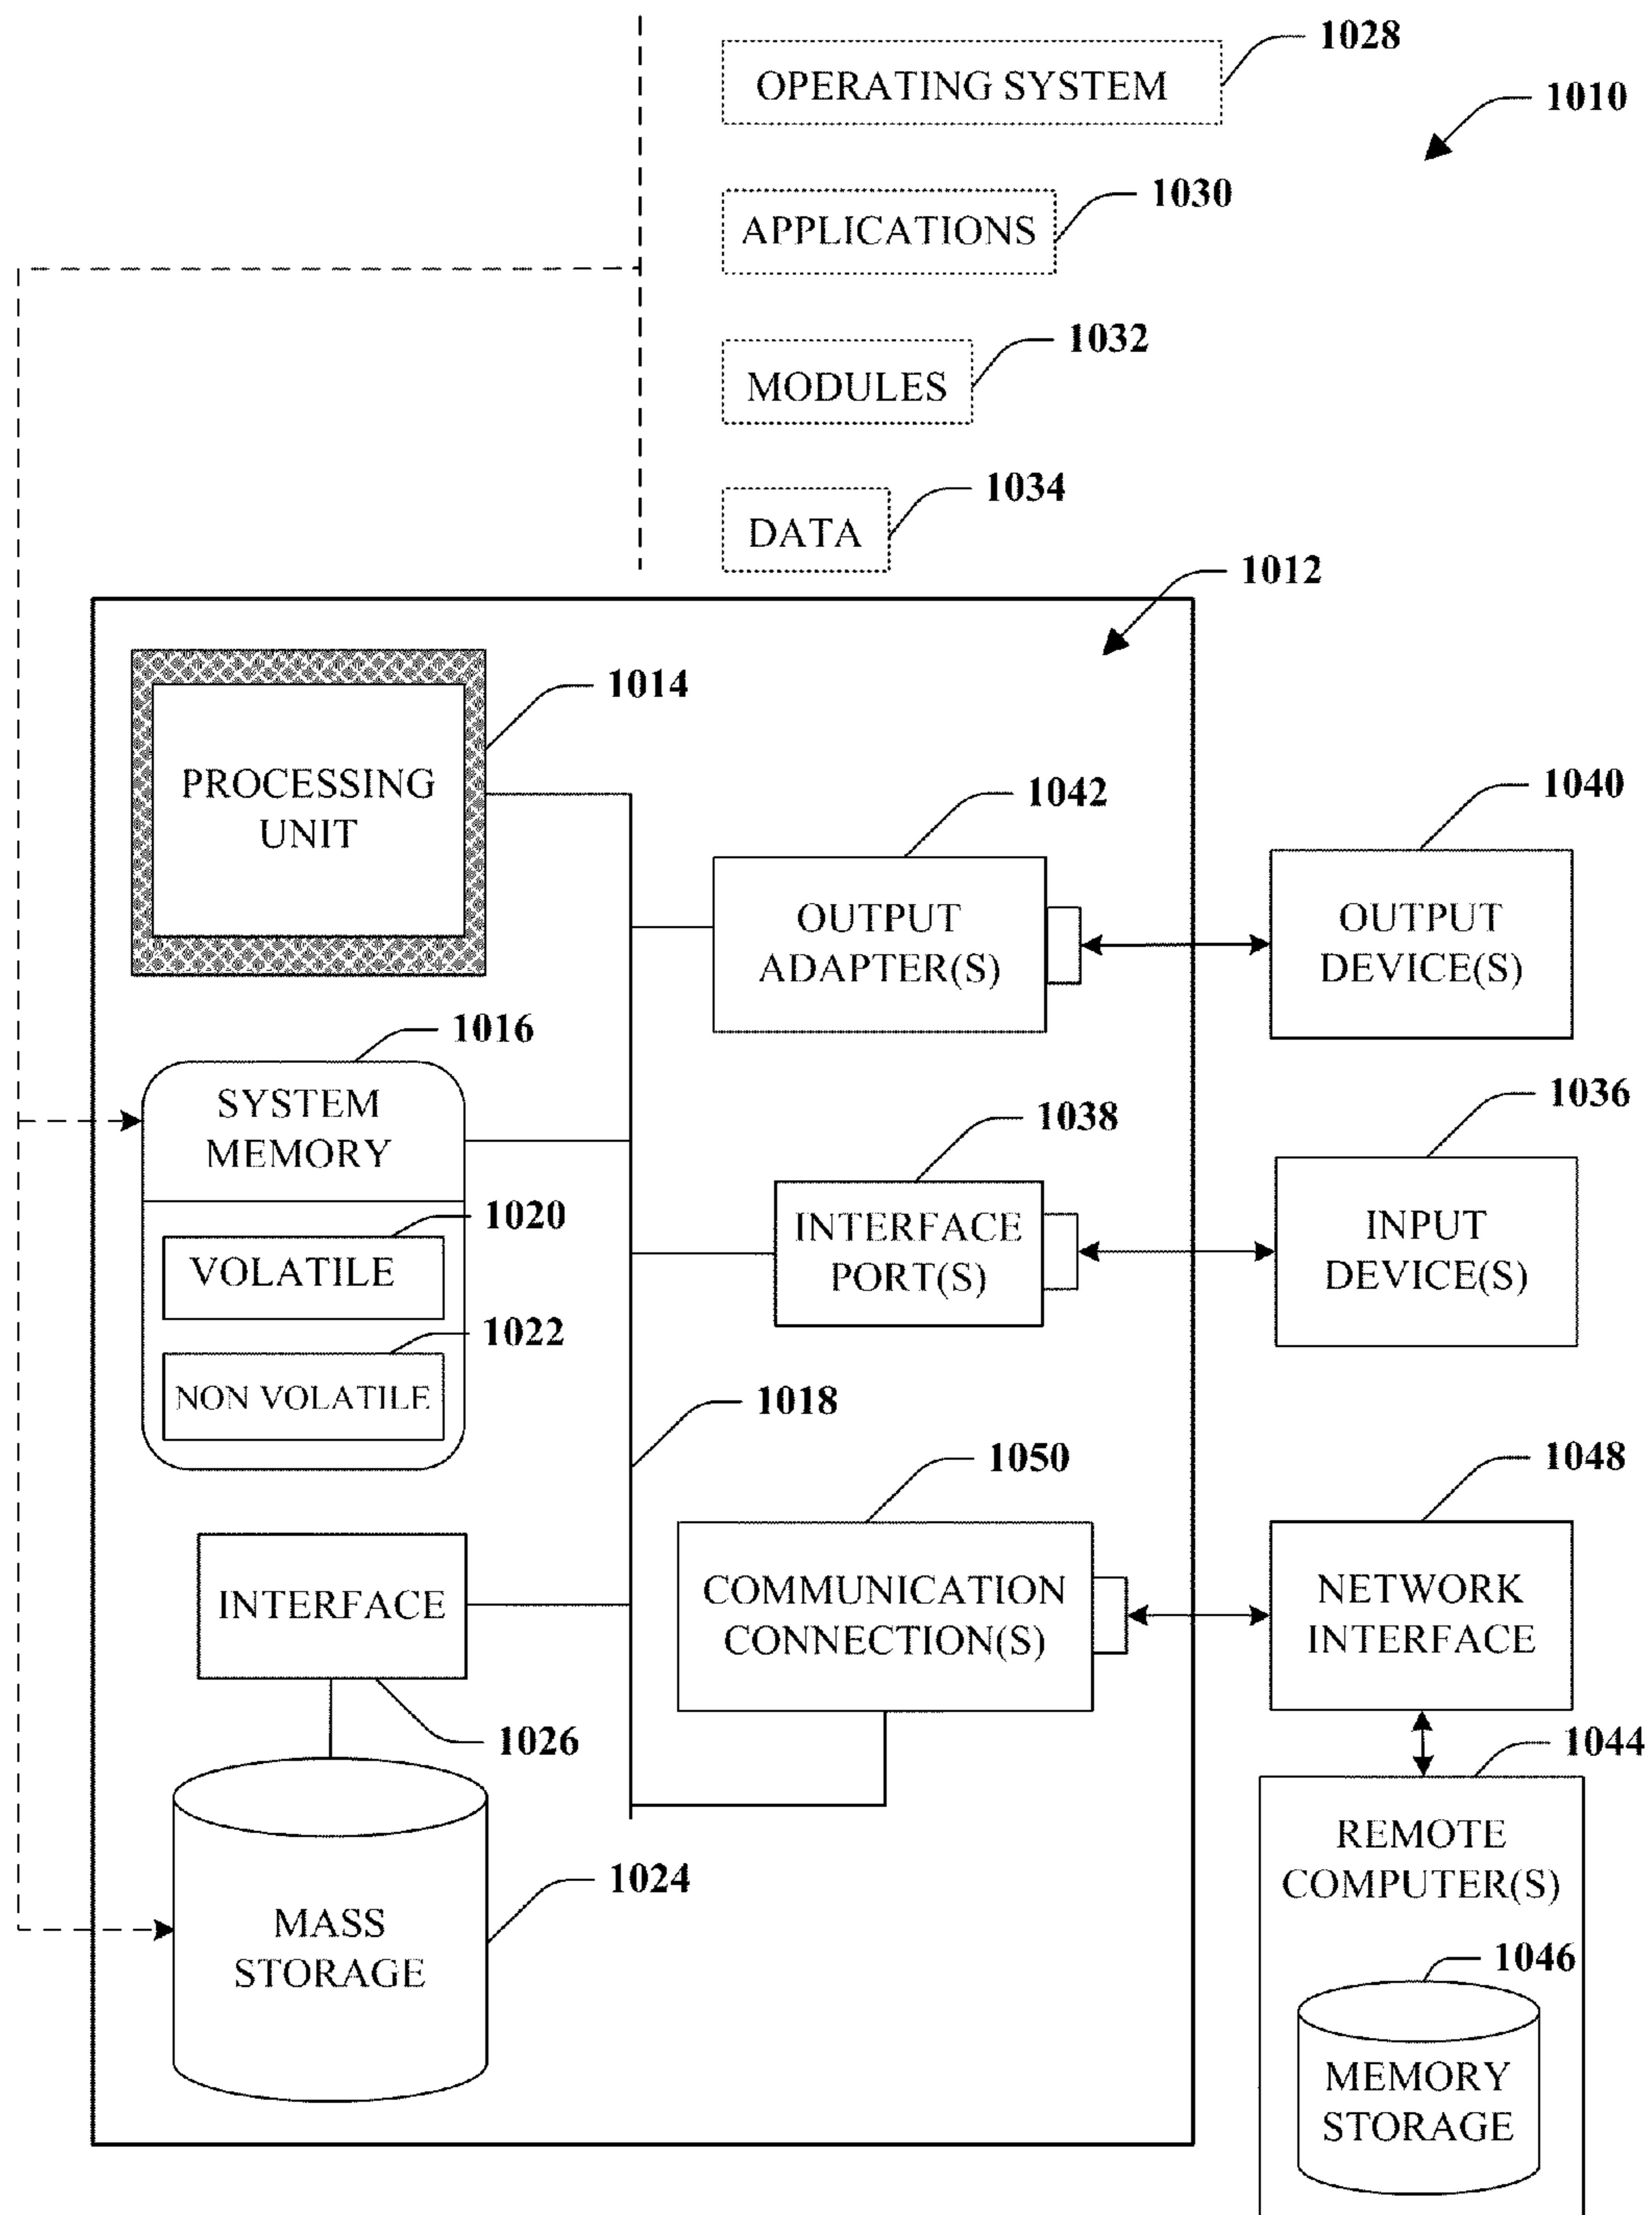 1028
OPERATING SYSTEM
1010
1030
APPLICATIONS
1032
MODULES
1034
DATA
1012
1014
PROCESSING
UNIT
1042
1040
OUTPUT
ADAPTER(S)
OUTPUT
DEVICE(S)
1016
SYSTEM
MEMORY
1038
1036
INTERFACE
PORT(S)
INPUT
DEVICE(S)
1020
VOLATILE
1022
NON VOLATILE
1018
1050
1048
INTERFACE
COMMUNICATION
CONNECTION(S)
NETWORK
INTERFACE
1026
1044
REMOTE
COMPUTER(S)
1024
MASS
STORAGE
1046
MEMORY
STORAGE